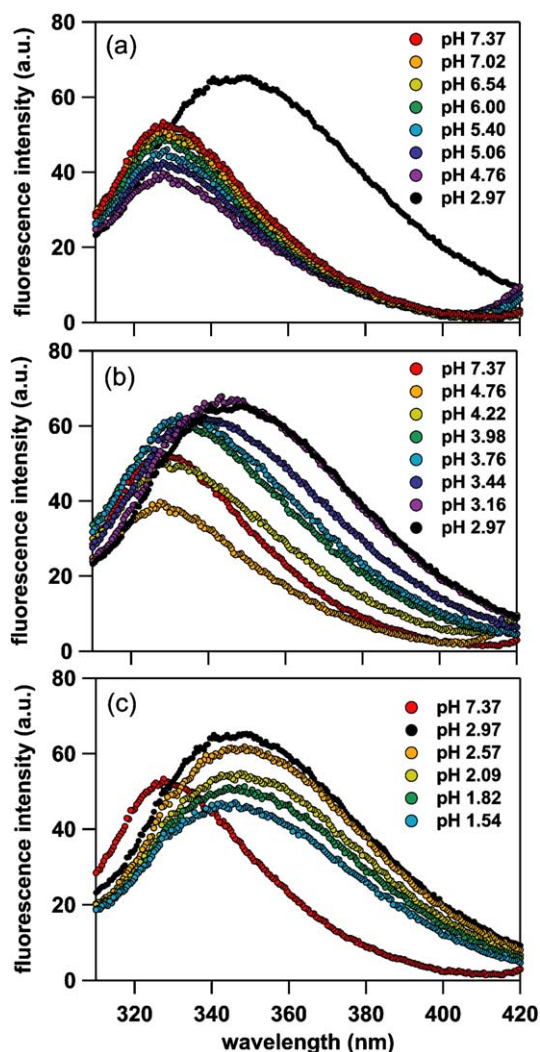 (a)
80
60
40
20
0
fluorescence intensity (a.u.)
pH 7.37
pH 7.02
pH 6.54
pH 6.00
pH 5.40
pH 5.06
pH 4.76
pH 2.97
(b)
80
60
40
20
0
fluorescence intensity (a.u.)
pH 7.37
pH 4.76
pH 4.22
pH 3.98
pH 3.76
pH 3.44
pH 3.16
pH 2.97
(c)
80
60
40
20
0
fluorescence intensity (a.u.)
pH 7.37
pH 2.97
pH 2.57
pH 2.09
pH 1.82
pH 1.54
320 340 360 380 400 420
wavelength (nm)